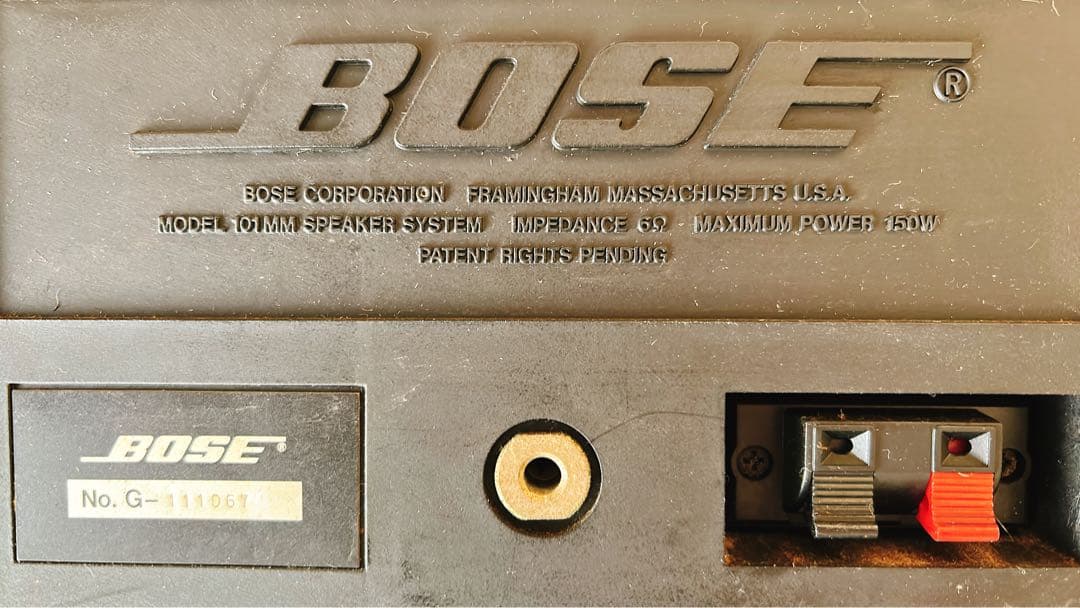 BOSE®
BOSE CORPORATION FRAMINGHAM MASSACHUSETTS U.S.A.
MODEL 101MM SPEAKER SYSTEM IMPEDANCE 6Ω MAXIMUM POWER 150W
PATENT RIGHTS PENDING
BOSE®
No. G-111067